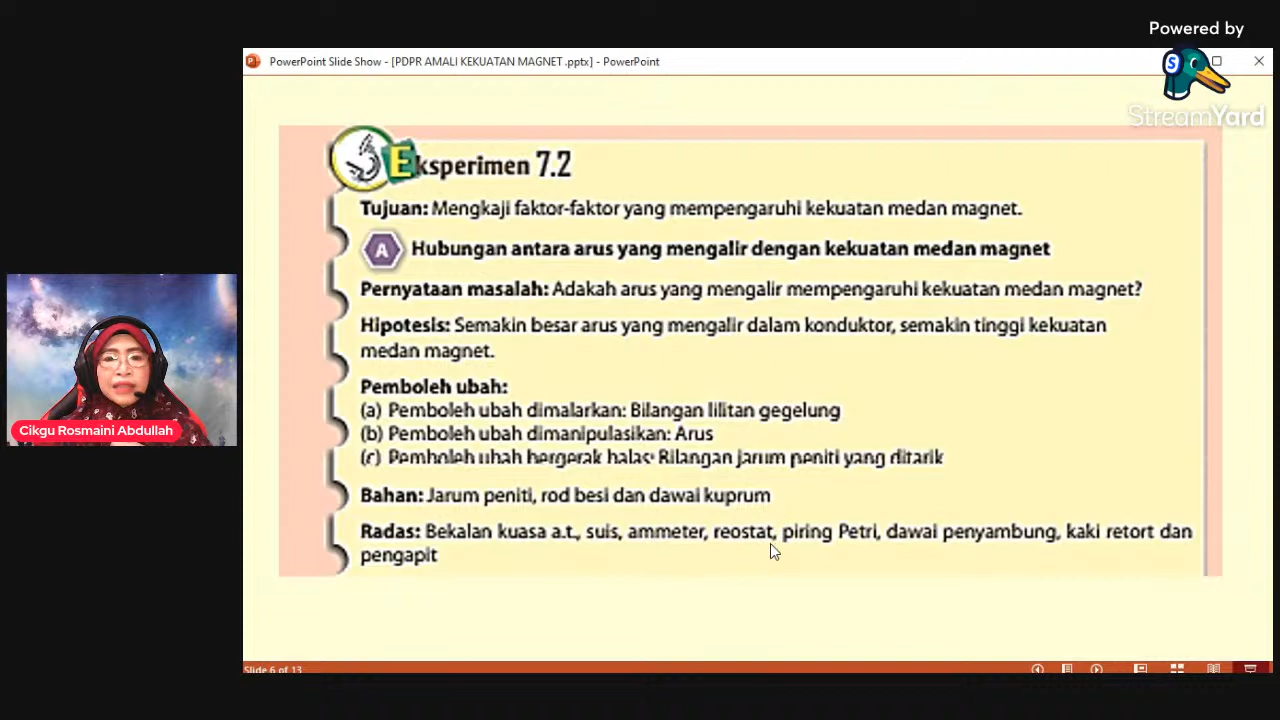 Powered by
StreamYard
PowerPoint Slide Show - [PDPR AMALI KEKUATAN MAGNET .pptx] - PowerPoint
Eksperimen 7.2
Tujuan: Mengkaji faktor-faktor yang mempengaruhi kekuatan medan magnet.
A Hubungan antara arus yang mengalir dengan kekuatan medan magnet
Pernyataan masalah: Adakah arus yang mengalir mempengaruhi kekuatan medan magnet?
Hipotesis: Semakin besar arus yang mengalir dalam konduktor, semakin tinggi kekuatan
medan magnet.
Pemboleh ubah:
(a) Pemboleh ubah dimalarkan: Bilangan lilitan gegelung
(b) Pemboleh ubah dimanipulasikan: Arus
(c) Pemboleh ubah bergerak balas: Bilangan jarum peniti yang ditarik
Bahan: Jarum peniti, rod besi dan dawai kuprum
Radas: Bekalan kuasa a.t., suis, ammeter, reostat, piring Petri, dawai penyambung, kaki retort dan
pengapit
Cikgu Rosmaini Abdullah
Slide 6 of 13